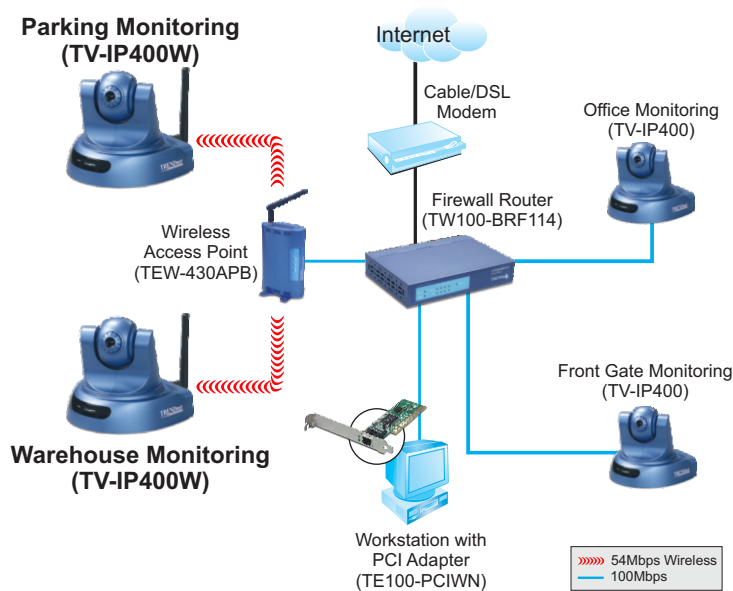 Parking Monitoring
(TV-IP400W)
Internet
Cable/DSL
Modem
Office Monitoring
(TV-IP400)
Firewall Router
(TW100-BRF114)
Wireless
Access Point
(TEW-430APB)
Front Gate Monitoring
(TV-IP400)
Warehouse Monitoring
(TV-IP400W)
Workstation with
PCI Adapter
(TE100-PCIWN)
54Mbps Wireless
100Mbps
TRENDnet
TRENDnet